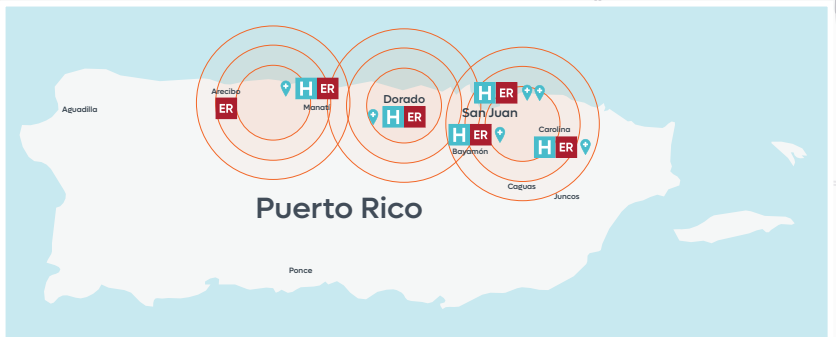 Arecibo
ER
H ER
Manatí
Aguadilla
Dorado
H ER
H ER
San Juan
H ER
Bayamón
Carolina
H ER
Caguas
Juncos
Puerto Rico
Ponce